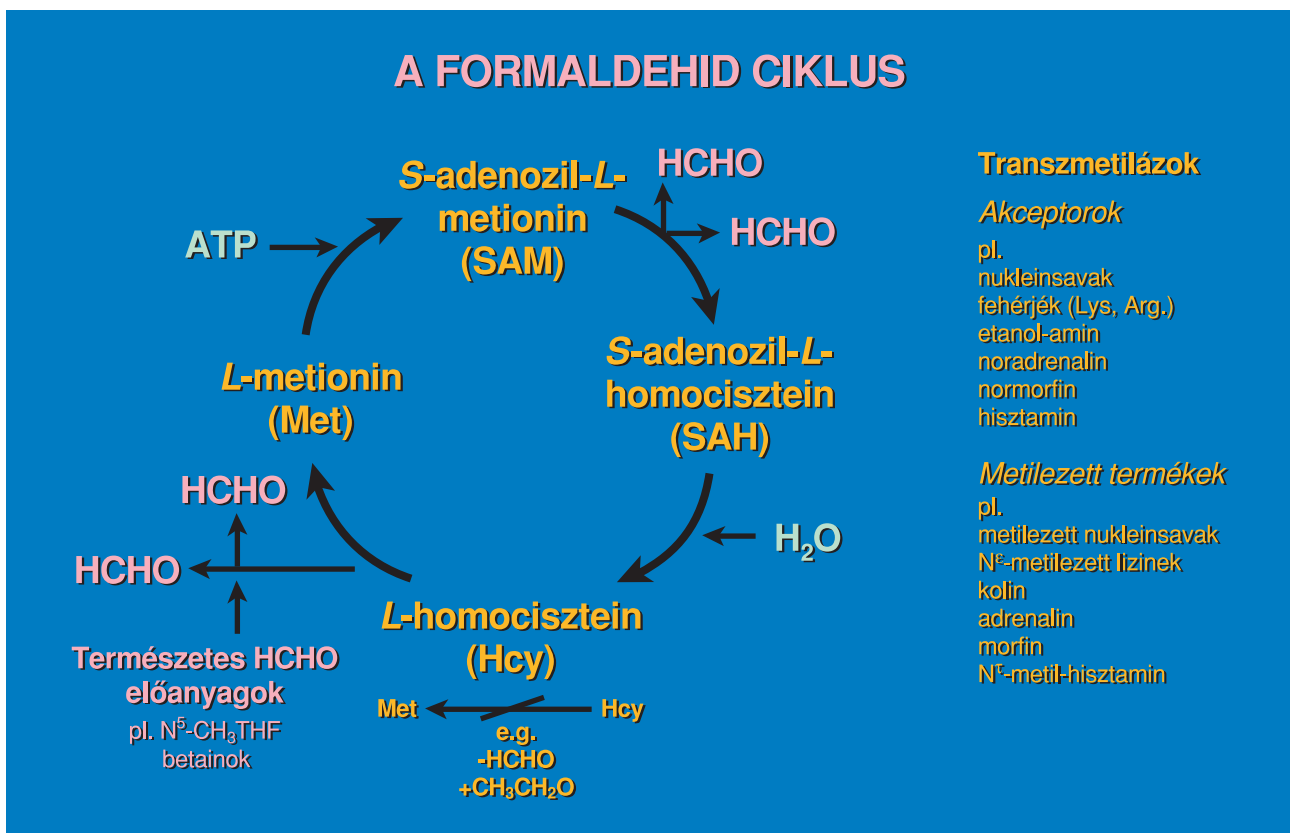 A FORMALDEHID CIKLUS
S-adenozil-L-
metionin
(SAM)
HCHO
HCHO
ATP
S-adenozil-L-
homocisztein
(SAH)
L-metionin
(Met)
HCHO
HCHO
H₂O
L-homocisztein
(Hcy)
Természetes HCHO
előanyagok
pl. N⁵-CH₃THF
betainok
Met Hcy
e.g.
-HCHO
+CH₃CH₂O
Transzmetilázok
Akceptorok
pl.
nukleinsavak
fehérjék (Lys, Arg.)
etanol-amin
noradrenalin
normorfin
hisztamin
Metilezett termékek
pl.
metilezett nukleinsavak
Nᵋ-metilezett lizinek
kolin
adrenalin
morfin
N^τ-metil-hisztamin